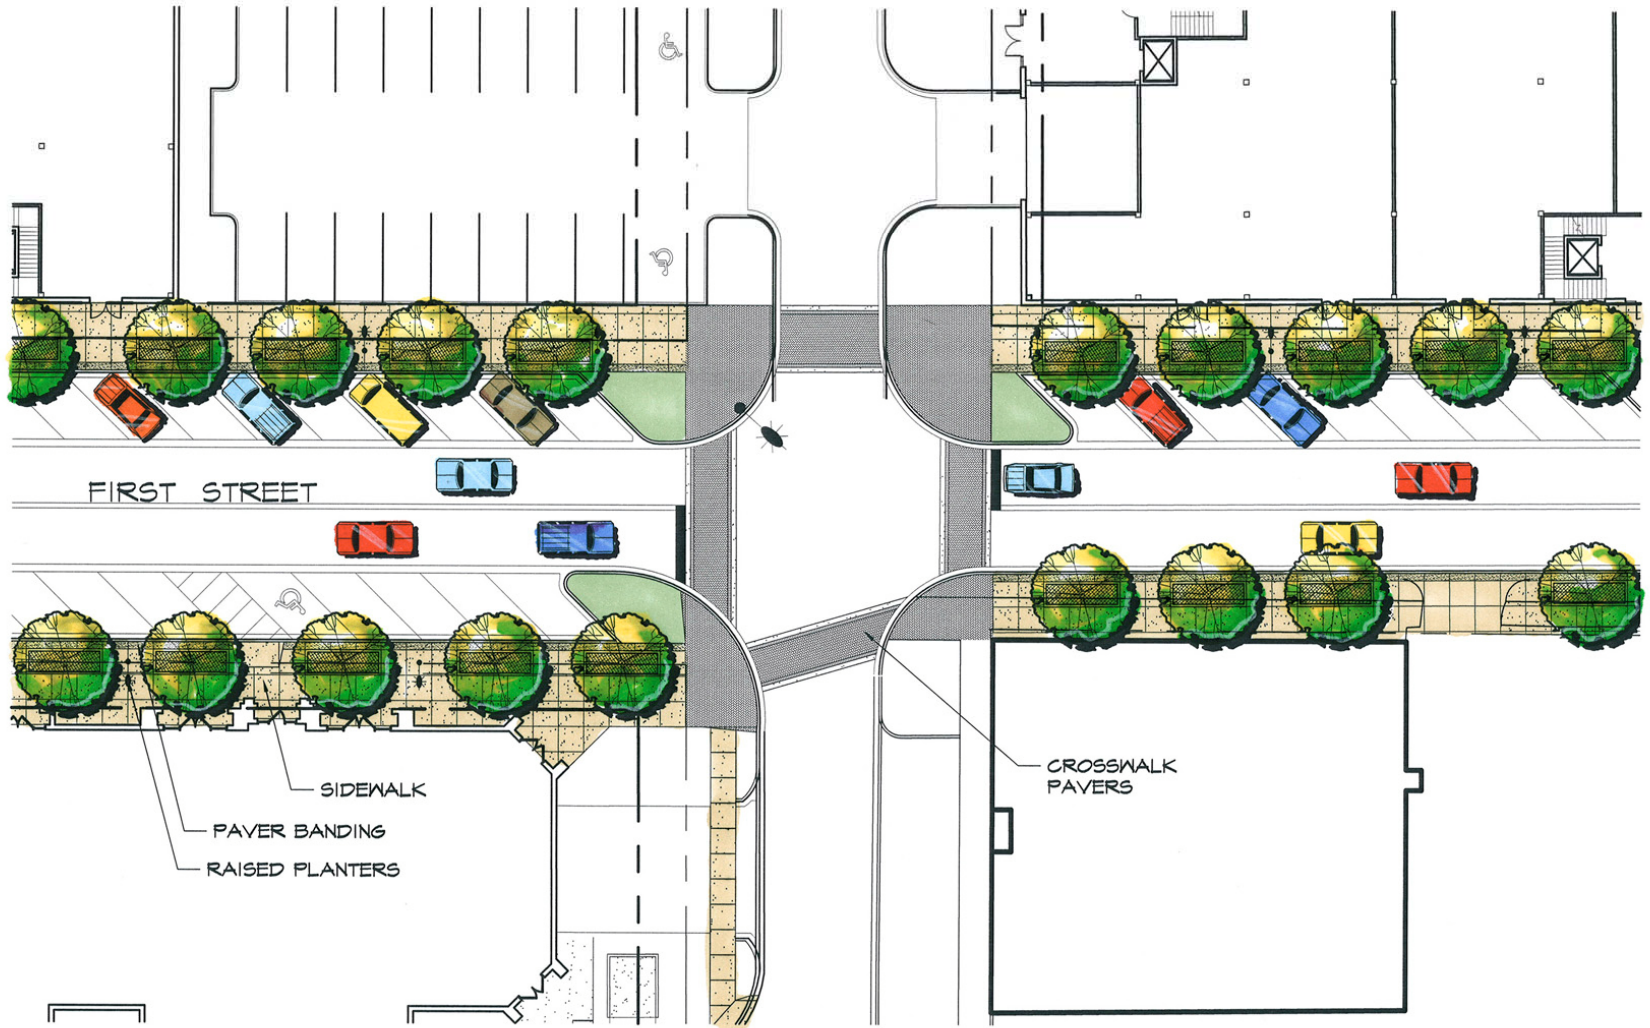 FIRST STREET
SIDEWALK
PAVER BANDING
RAISED PLANTERS
CROSSWALK
PAVERS